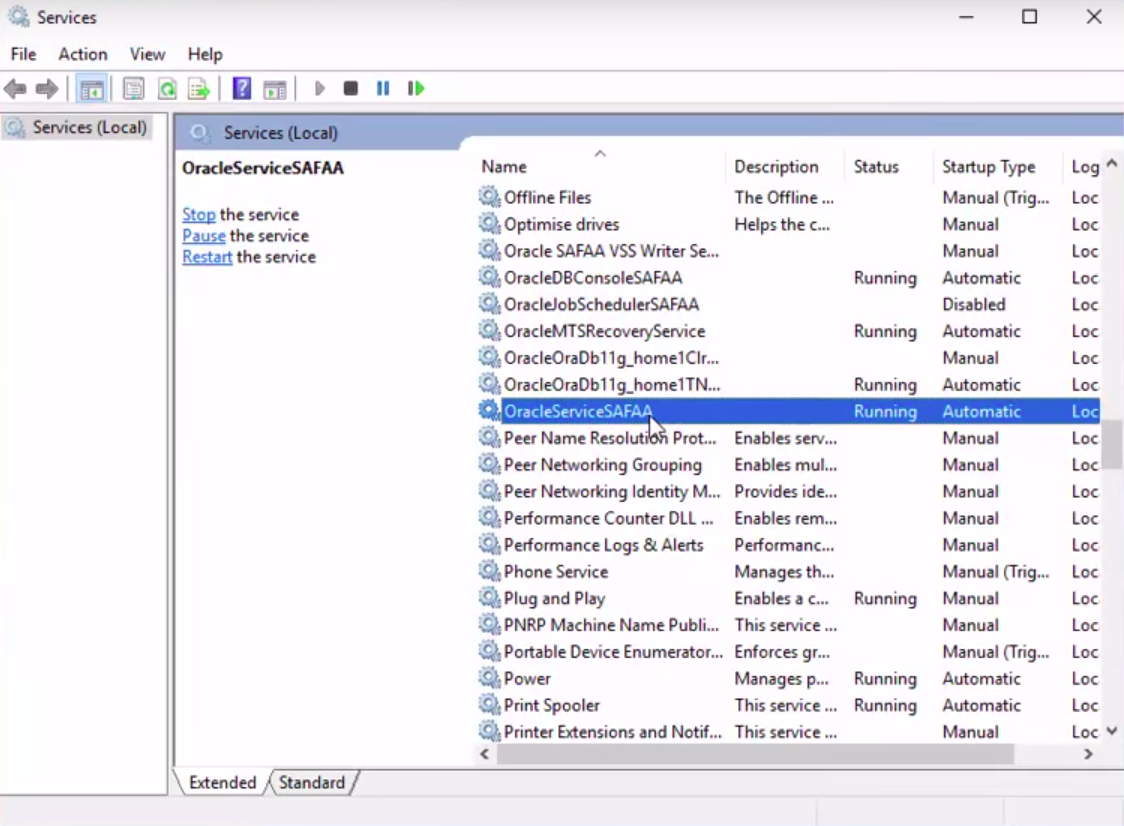 Services
File Action View Help
Services (Local)
Services (Local)
OracleServiceSAFAA
Stop the service
Pause the service
Restart the service
Name Description Status Startup Type Log
Offline Files The Offline ... Manual (Trig... Loc
Optimise drives Helps the c... Manual Loc
Oracle SAFAA VSS Writer Se... Manual Loc
OracleDBConsoleSAFAA Running Automatic Loc
OracleJobSchedulerSAFAA Disabled Loc
OracleMTSRecoveryService Running Automatic Loc
OracleOraDb11g_home1Clr... Manual Loc
OracleOraDb11g_home1TN... Running Automatic Loc
OracleServiceSAFAA Running Automatic Loc
Peer Name Resolution Prot... Enables serv... Manual Loc
Peer Networking Grouping Enables mul... Manual Loc
Peer Networking Identity M... Provides ide... Manual Loc
Performance Counter DLL ... Enables rem... Manual Loc
Performance Logs & Alerts Performanc... Manual Loc
Phone Service Manages th... Manual (Trig... Loc
Plug and Play Enables a c... Running Manual Loc
PNRP Machine Name Publi... This service ... Manual Loc
Portable Device Enumerator... Enforces gr... Manual (Trig... Loc
Power Manages p... Running Automatic Loc
Print Spooler This service ... Running Automatic Loc
Printer Extensions and Notif... This service ... Manual Loc
Extended Standard